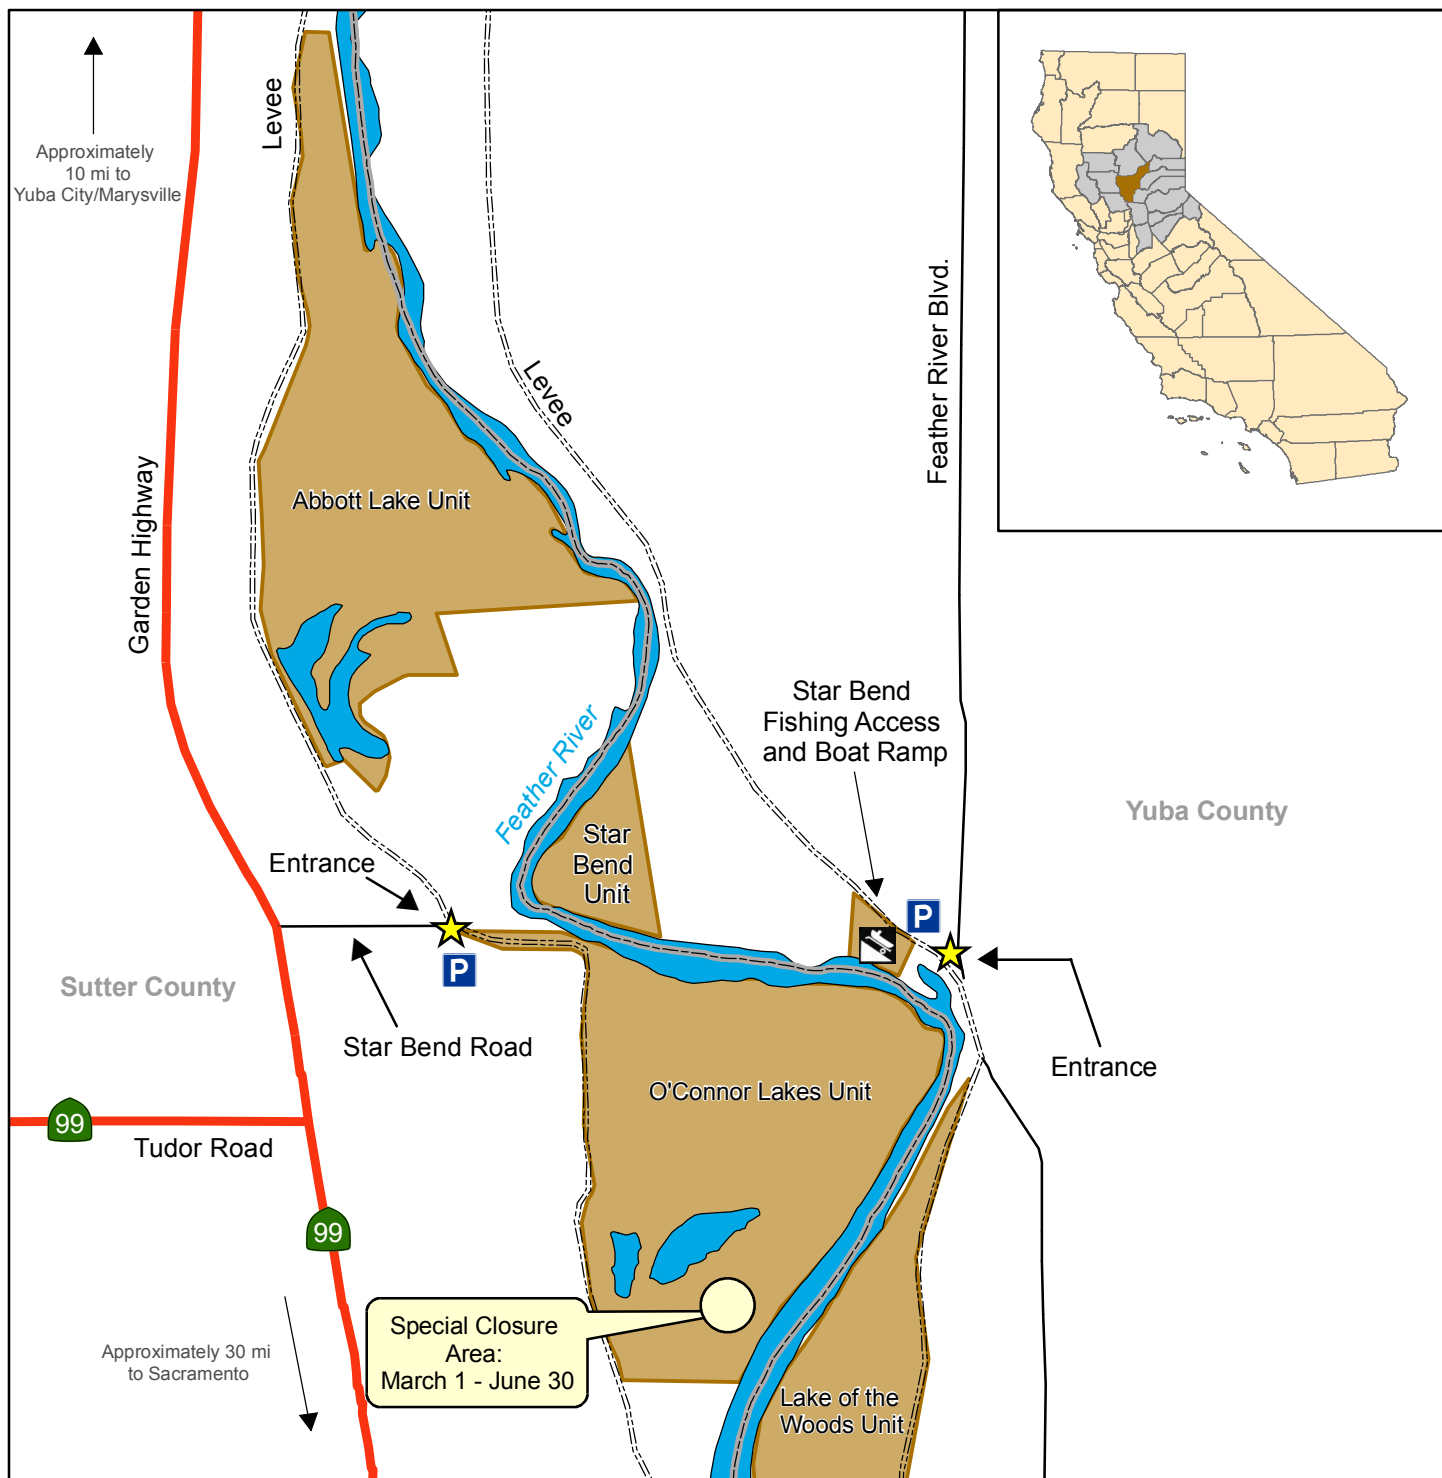 Approximately
10 mi to
Yuba City/Marysville
Levee
Levee
Garden Highway
Feather River Blvd.
Abbott Lake Unit
Feather River
Star Bend
Fishing Access
and Boat Ramp
Yuba County
Star
Bend
Unit
Entrance
P
P
Sutter County
Star Bend Road
Entrance
O'Connor Lakes Unit
99
Tudor Road
99
Special Closure
Area:
March 1 - June 30
Approximately 30 mi
to Sacramento
Lake of the
Woods Unit